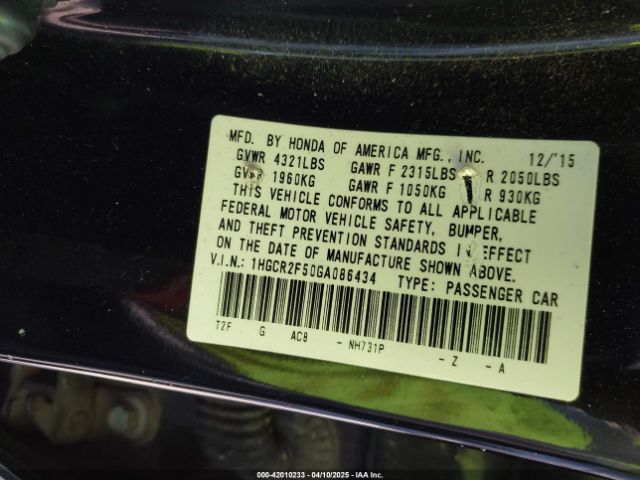 MFD. BY HONDA OF AMERICA MFG., INC. 12/'15
GVWR 4321LBS GAWR F 2315LBS R 2050LBS
1960KG GAWR F 1050KG R 930KG
THIS VEHICLE CONFORMS TO ALL APPLICABLE
FEDERAL MOTOR VEHICLE SAFETY, BUMPER,
AND THEFT PREVENTION STANDARDS EFFECT
ON THE DATE OF MANUFACTURE SHOWN ABOVE.
V.I.N.: 1HGCR2F50GA086434 TYPE: PASSENGER CAR
T2F G AC8 - NH731P - Z - A
000-42010233 - 04/10/2025 - IAA Inc.